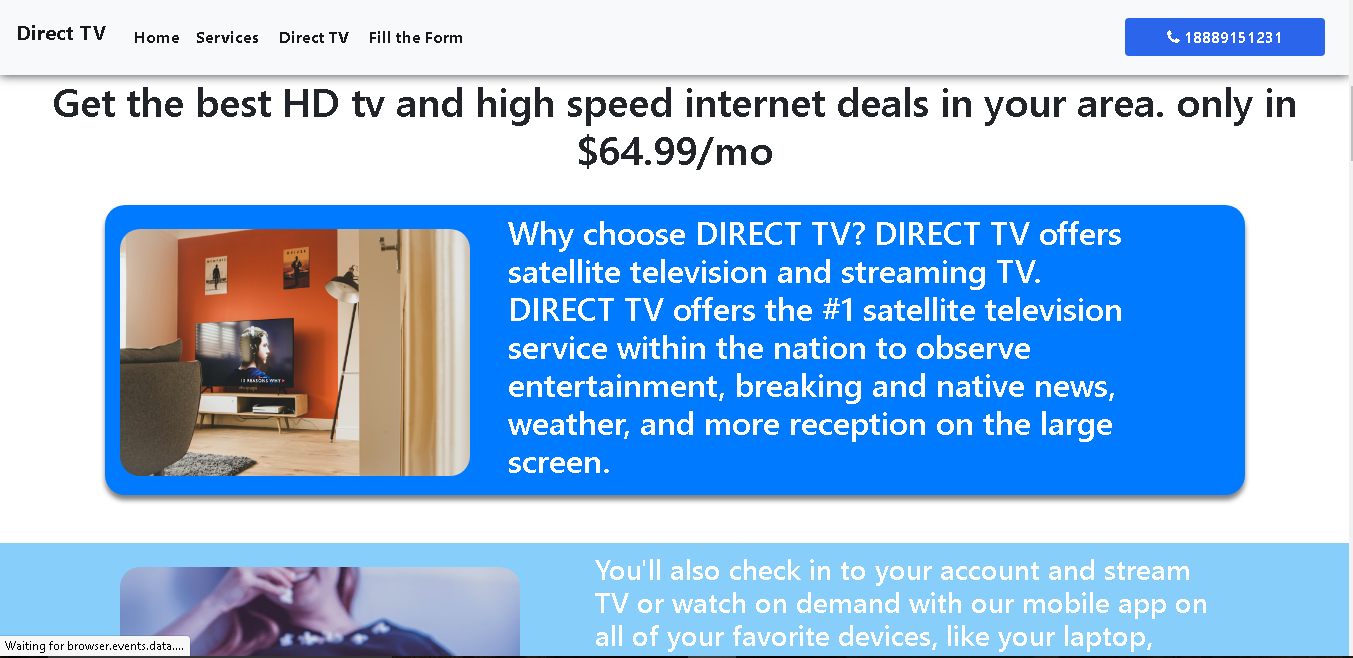 Direct TV
Home Services Direct TV Fill the Form
18889151231
Get the best HD tv and high speed internet deals in your area. only in
$64.99/mo
Why choose DIRECT TV? DIRECT TV offers
satellite television and streaming TV.
DIRECT TV offers the #1 satellite television
service within the nation to observe
entertainment, breaking and native news,
weather, and more reception on the large
screen.
13 REASONS WHY
You'll also check in to your account and stream
TV or watch on demand with our mobile app on
all of your favorite devices, like your laptop,
Waiting for browser.events.data....